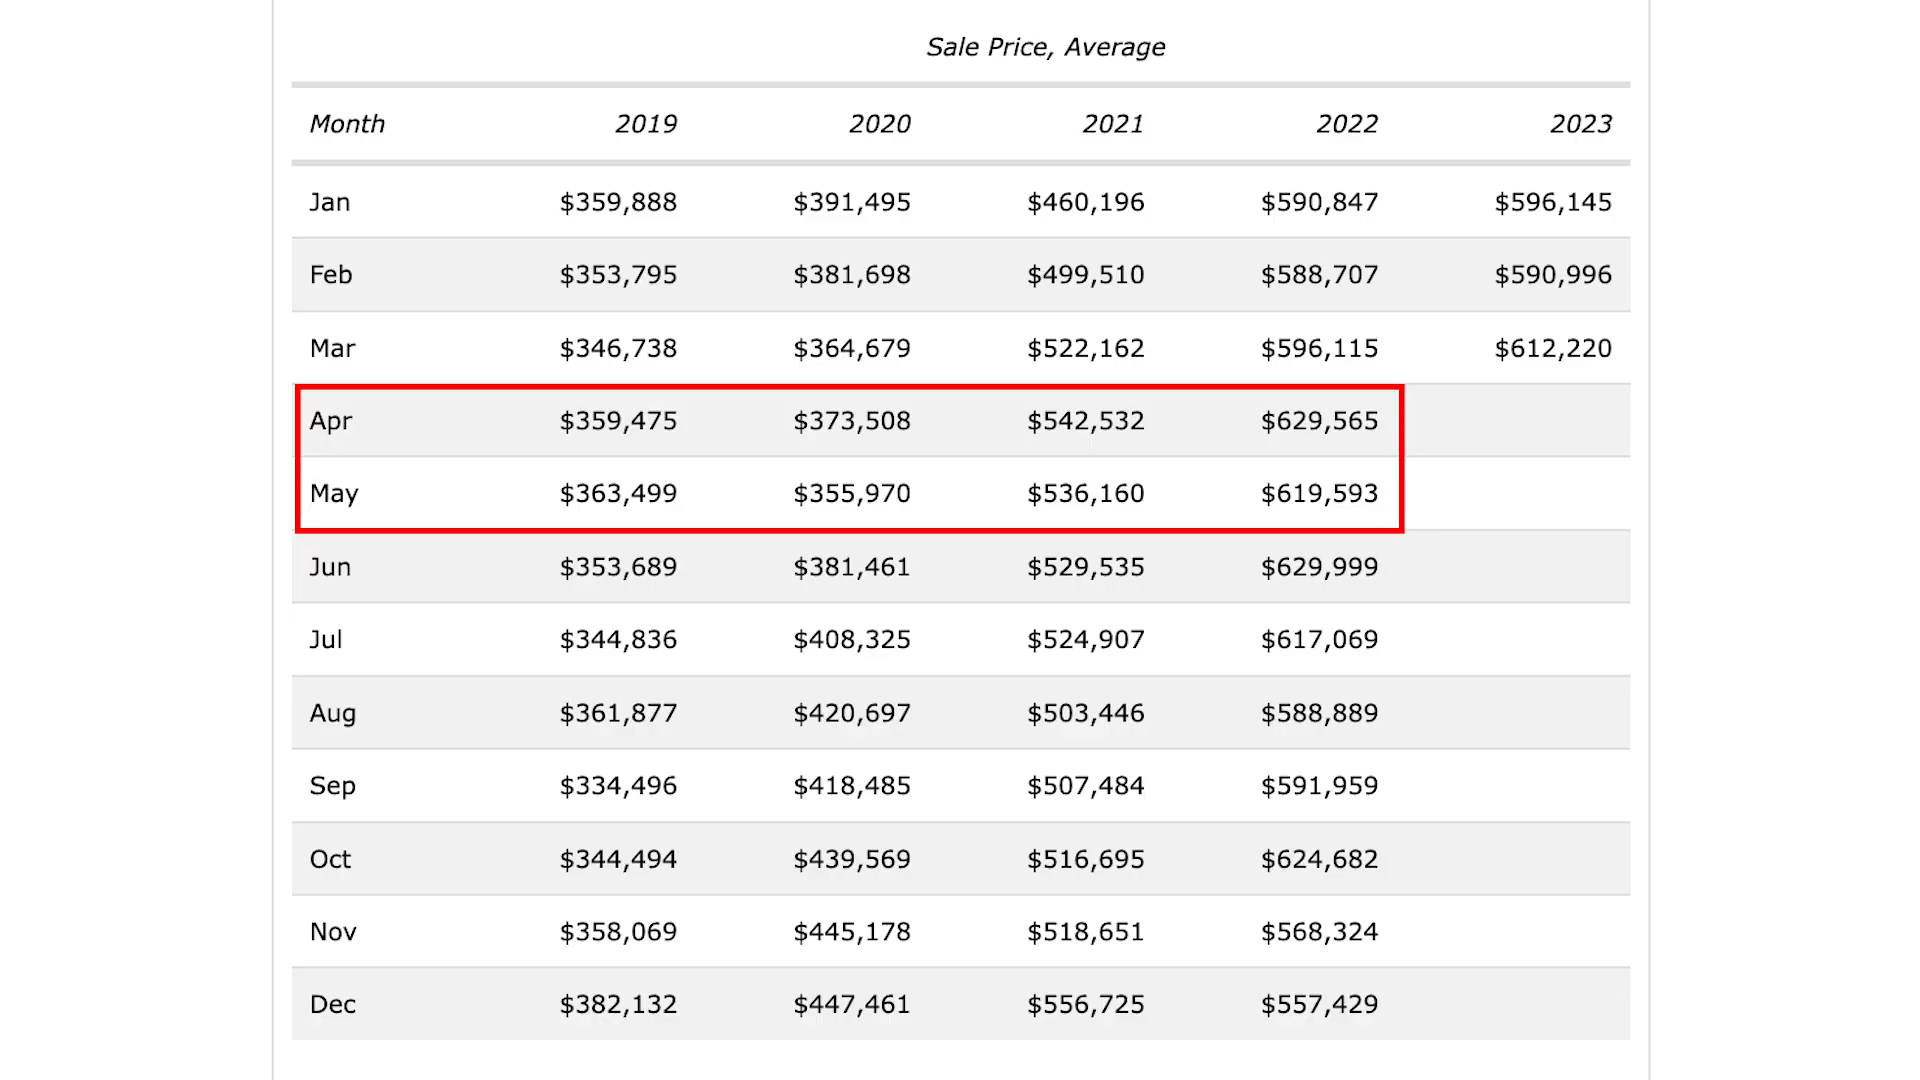 Sale Price, Average
Month 2019 2020 2021 2022 2023
Jan $359,888 $391,495 $460,196 $590,847 $596,145
Feb $353,795 $381,698 $499,510 $588,707 $590,996
Mar $346,738 $364,679 $522,162 $596,115 $612,220
Apr $359,475 $373,508 $542,532 $629,565
May $363,499 $355,970 $536,160 $619,593
Jun $353,689 $381,461 $529,535 $629,999
Jul $344,836 $408,325 $524,907 $617,069
Aug $361,877 $420,697 $503,446 $588,889
Sep $334,496 $418,485 $507,484 $591,959
Oct $344,494 $439,569 $516,695 $624,682
Nov $358,069 $445,178 $518,651 $568,324
Dec $382,132 $447,461 $556,725 $557,429